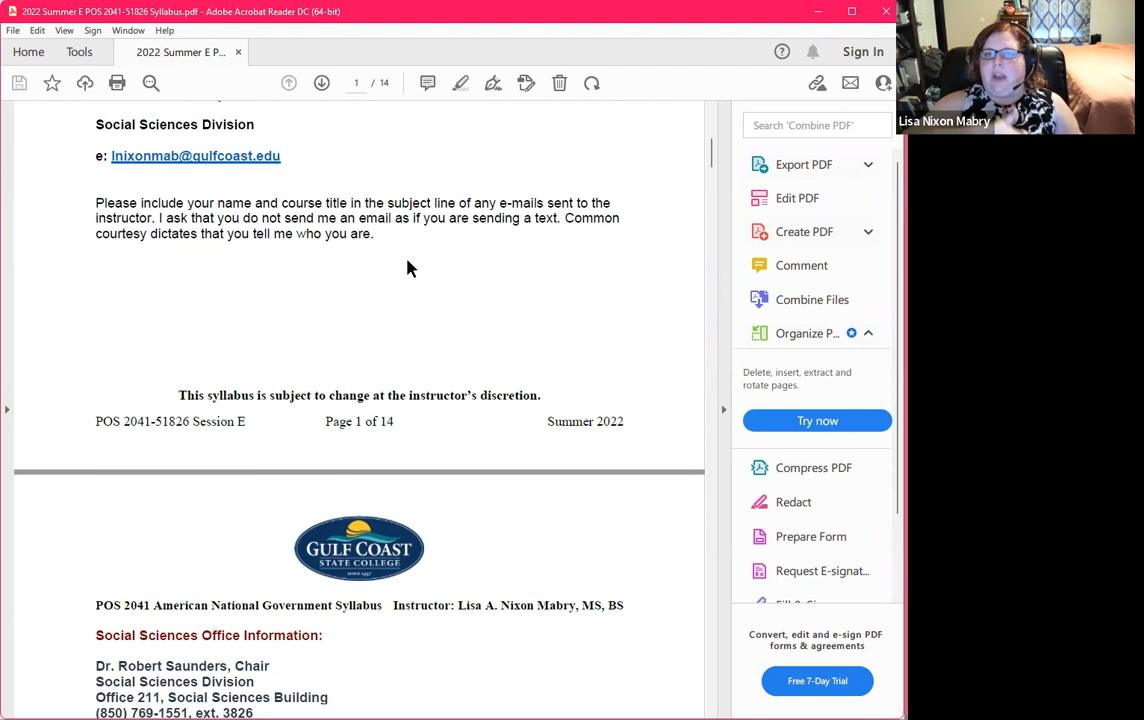 2022 Summer E POS 2041-51826 Syllabus.pdf - Adobe Acrobat Reader DC (64-bit)
File Edit View Sign Window Help
Home Tools 2022 Summer E P... × Sign In
1 / 14
Social Sciences Division
e: lnixonmab@gulfcoast.edu
Please include your name and course title in the subject line of any e-mails sent to the
instructor. I ask that you do not send me an email as if you are sending a text. Common
courtesy dictates that you tell me who you are.
This syllabus is subject to change at the instructor's discretion.
POS 2041-51826 Session E Page 1 of 14 Summer 2022
GULF COAST
STATE COLLEGE
SINCE 1957
POS 2041 American National Government Syllabus Instructor: Lisa A. Nixon Mabry, MS, BS
Social Sciences Office Information:
Dr. Robert Saunders, Chair
Social Sciences Division
Office 211, Social Sciences Building
(850) 769-1551, ext. 3826
Search 'Combine PDF'
Export PDF
Edit PDF
Create PDF
Comment
Combine Files
Organize P...
Delete, insert, extract and
rotate pages.
Try now
Compress PDF
Redact
Prepare Form
Request E-signat...
Convert, edit and e-sign PDF
forms & agreements
Free 7-Day Trial
Lisa Nixon Mabry